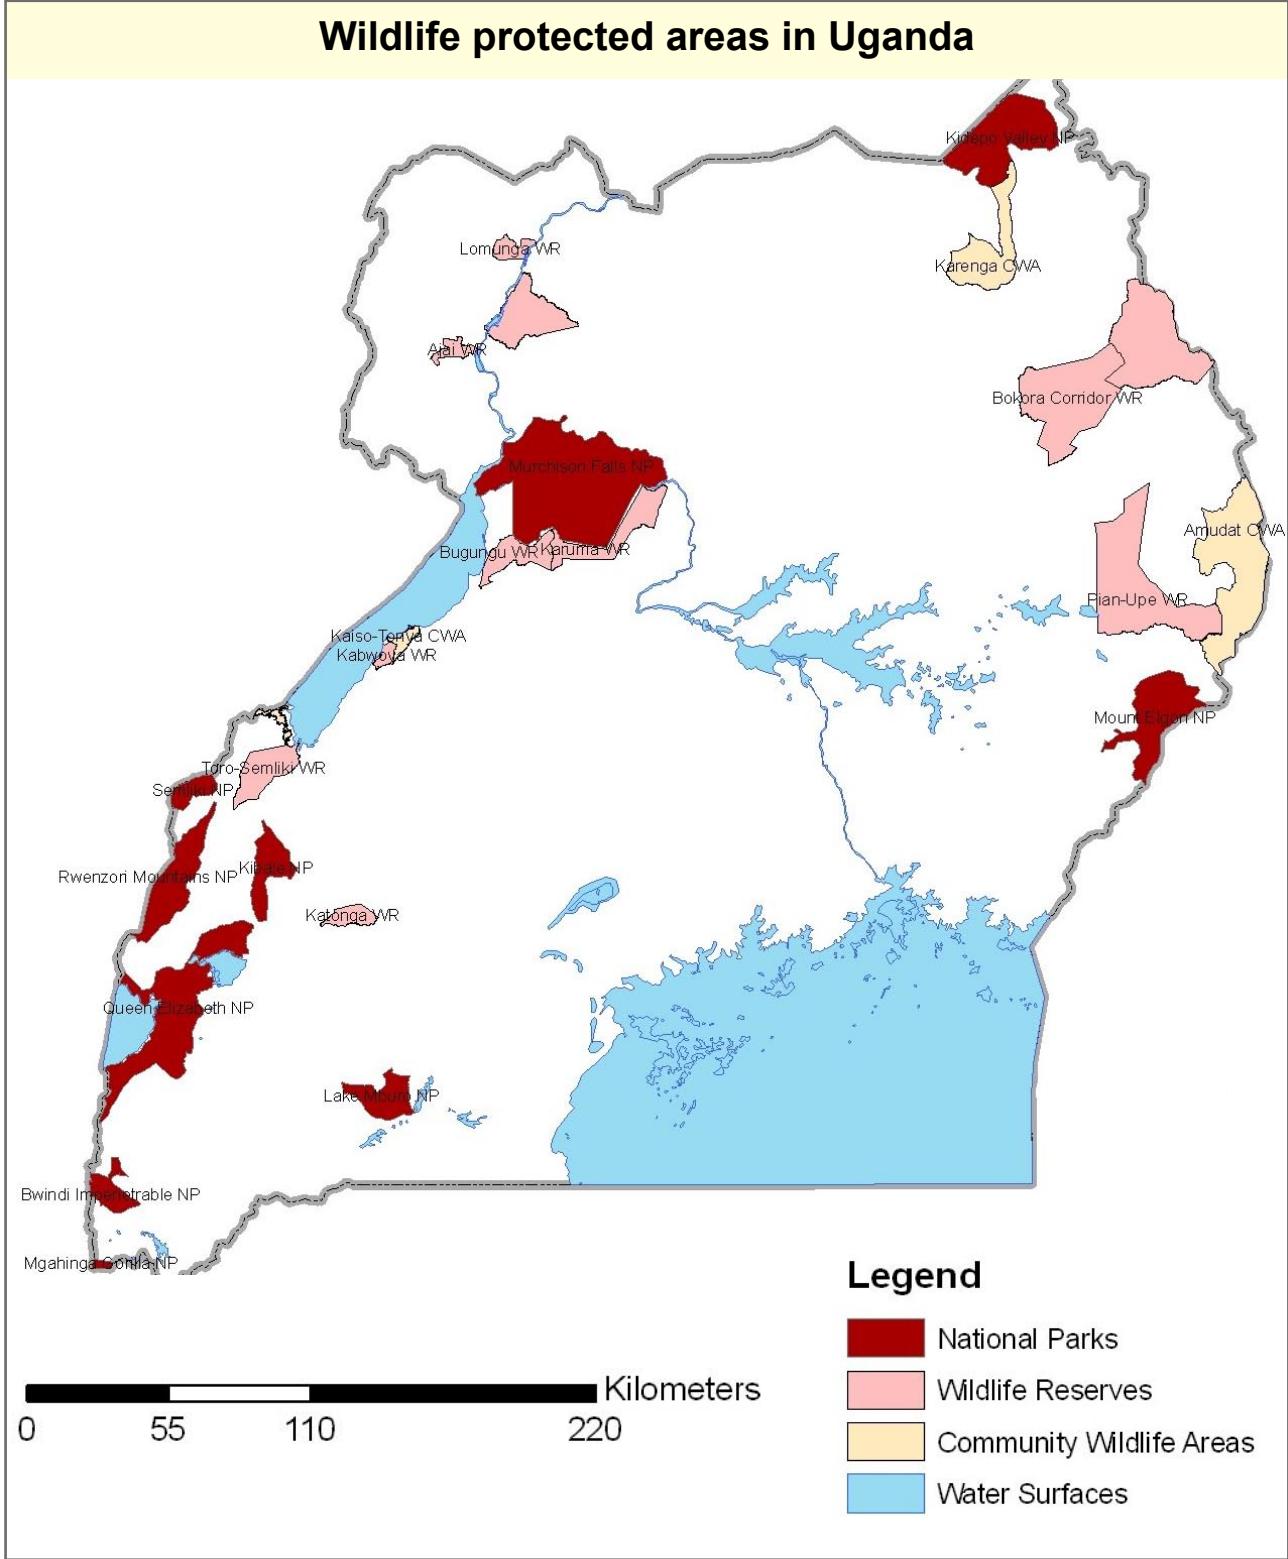 Wildlife protected areas in Uganda
Kidepo Valley NP
Lomunga WR
Karenga CWA
Ajai WR
Bokora Corridor WR
Murchison Falls NP
Amudat CWA
Bugungu WR
Karuma WR
Pian-Upe WR
Kaiso-Tonya CWA
Kabwoya WR
Mount Elgon NP
Toro-Semliki WR
Semliki NP
Kibale NP
Rwenzori Mountains NP
Katonga WR
Queen Elizabeth NP
Lake Mburo NP
Bwindi Impenetrable NP
Mgahinga Gorilla NP
Legend
National Parks
Wildlife Reserves
Community Wildlife Areas
Water Surfaces
Kilometers
0 55 110 220